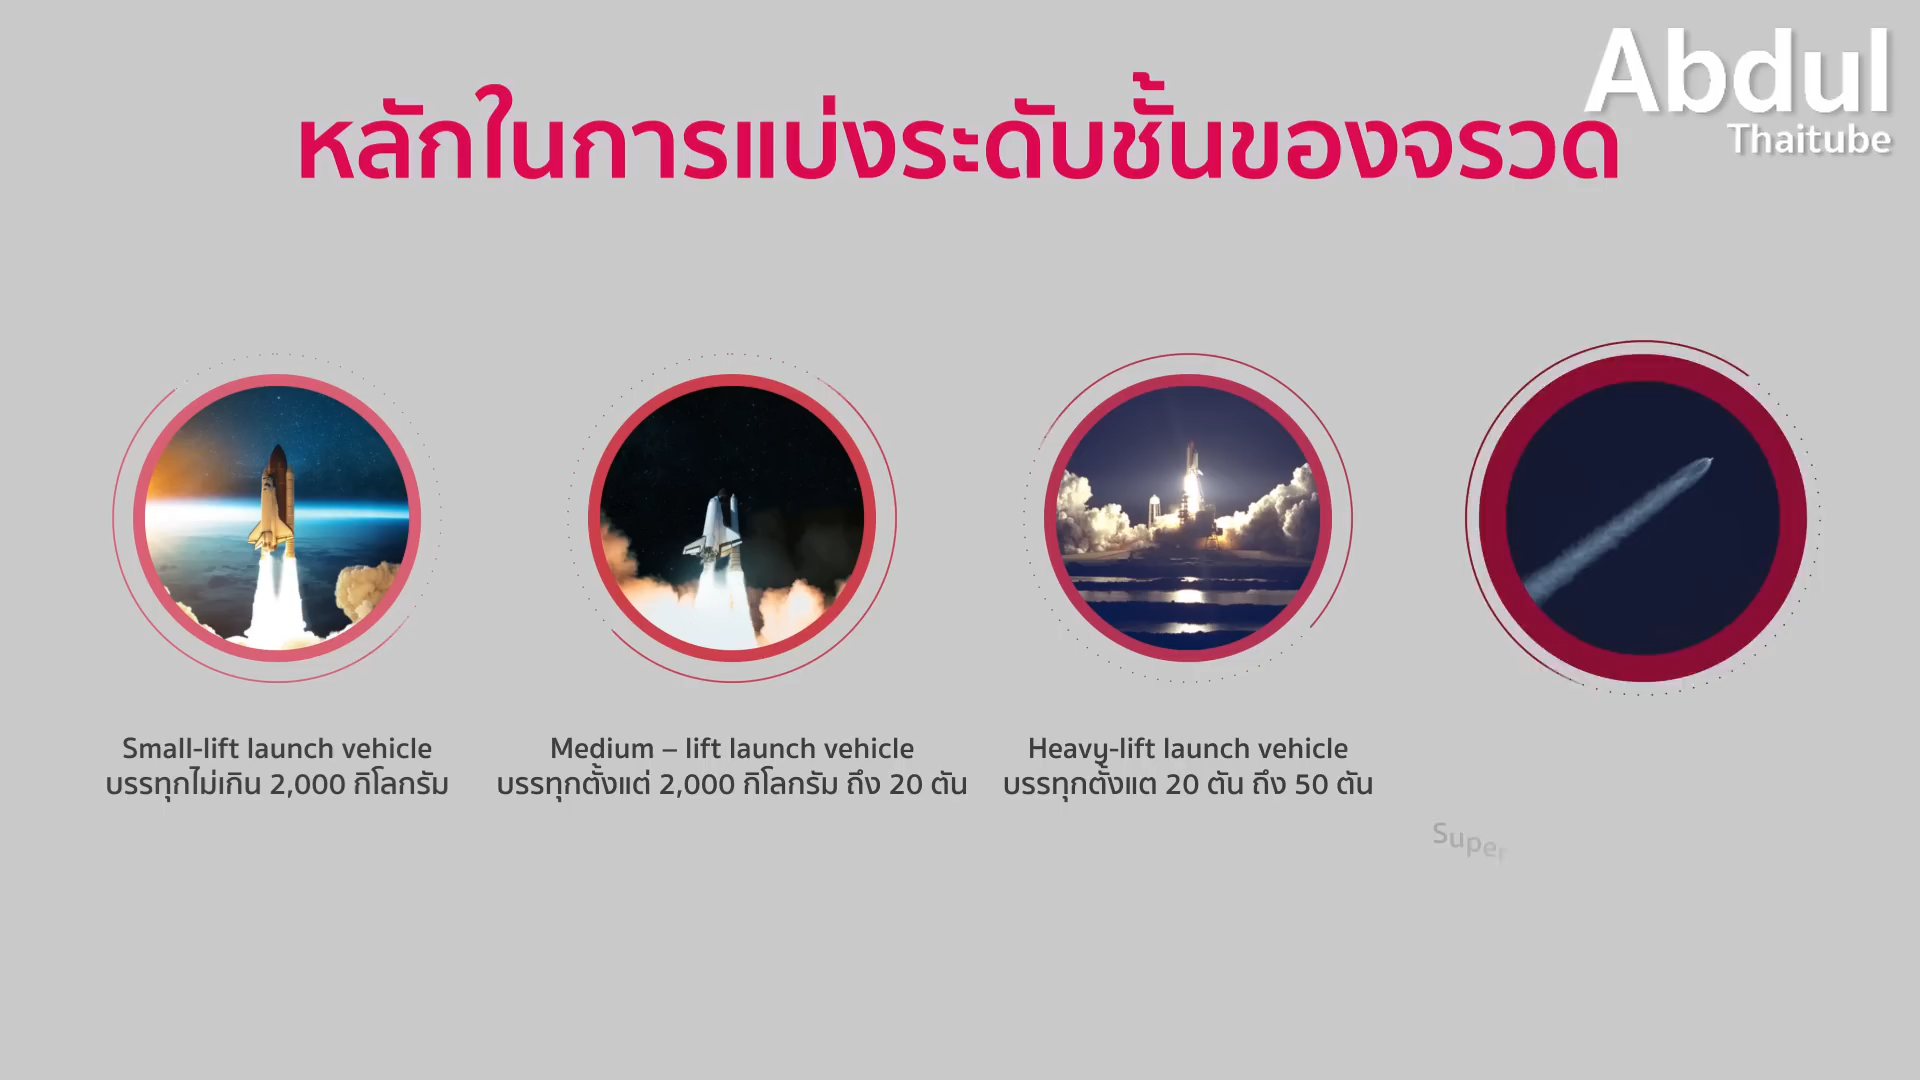 Abdul
Thaitube
หลักในการแบ่งระดับชั้นของจรวด
Small-lift launch vehicle
บรรทุกไม่เกิน 2,000 กิโลกรัม
Medium – lift launch vehicle
บรรทุกตั้งแต่ 2,000 กิโลกรัม ถึง 20 ตัน
Heavy-lift launch vehicle
บรรทุกตั้งแต 20 ตัน ถึง 50 ตัน
Super